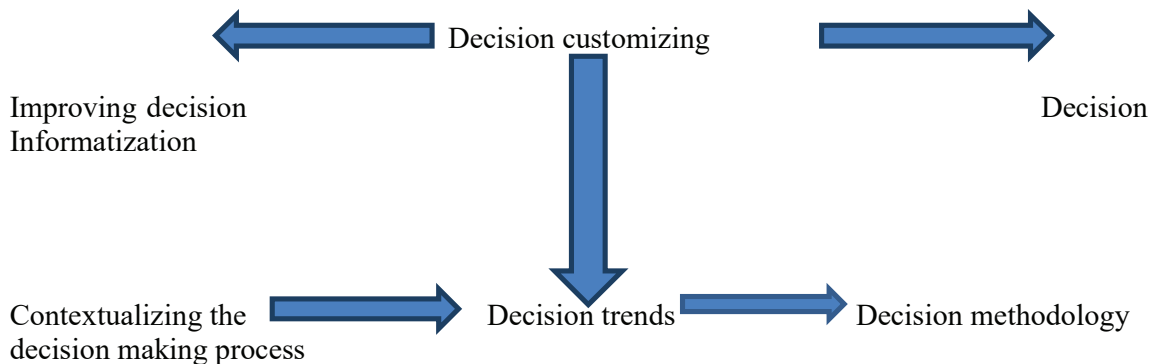 Decision customizing
Improving decision
Informatization
Decision
Contextualizing the
decision making process
Decision trends
Decision methodology